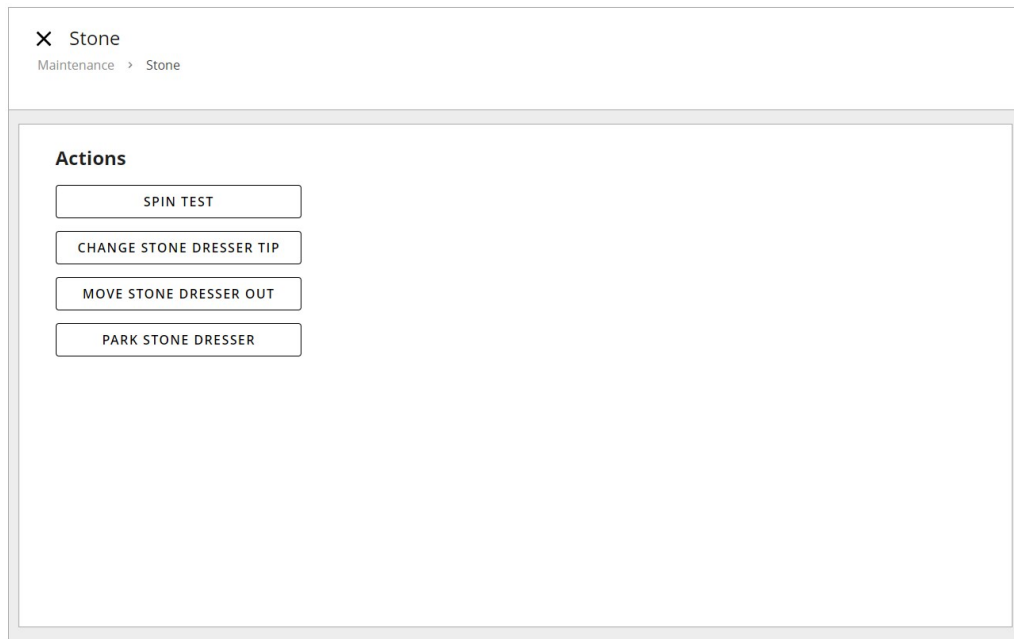 Stone
Maintenance > Stone
Actions
SPIN TEST
CHANGE STONE DRESSER TIP
MOVE STONE DRESSER OUT
PARK STONE DRESSER